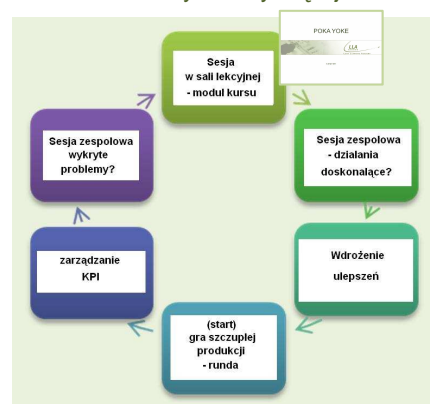 POKA YOKE
LLA
Sesja
w sali lekcyjnej
- moduł kursu
Sesja zespołowa
- działania
doskonalące?
Wdrożenie
ulepszeń
(start)
gra szczupłej
produkcji
- runda
zarządzanie
KPI
Sesja zespołowa
wykryte
problemy?